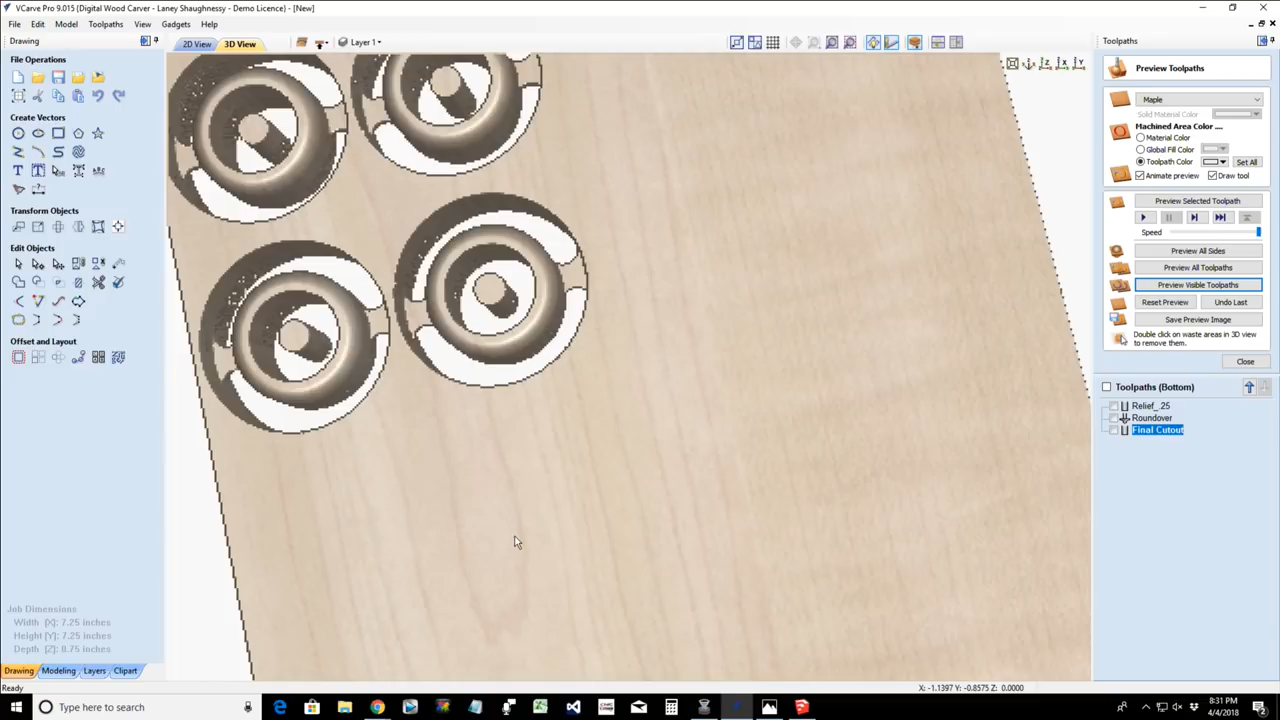 VCarve Pro 9.015 (Digital Wood Carver - Laney Shaughnessy - Demo Licence) - [New]
File Edit Model Toolpaths View Gadgets Help
Drawing
2D View 3D View Layer 1
Toolpaths
File Operations
Create Vectors
Transform Objects
Edit Objects
Offset and Layout
Job Dimensions
Width (X): 7.25 inches
Height (Y): 7.25 inches
Depth (Z): 0.75 inches
Drawing Modeling Layers Clipart
Ready
X: -1.1397 Y: -0.8575 Z: 0.0000
Z X Y
Preview Toolpaths
Maple
Solid Material Color
Machined Area Color ....
Material Color
Global Fill Color
Toolpath Color Set All
Animate preview Draw tool
Preview Selected Toolpath
Speed
Preview All Sides
Preview All Toolpaths
Preview Visible Toolpaths
Reset Preview Undo Last
Save Preview Image
Double click on waste areas in 3D view
to remove them.
Close
Toolpaths (Bottom)
Relief_.25
Roundover
Final Cutout
Type here to search
8:31 PM
4/4/2018